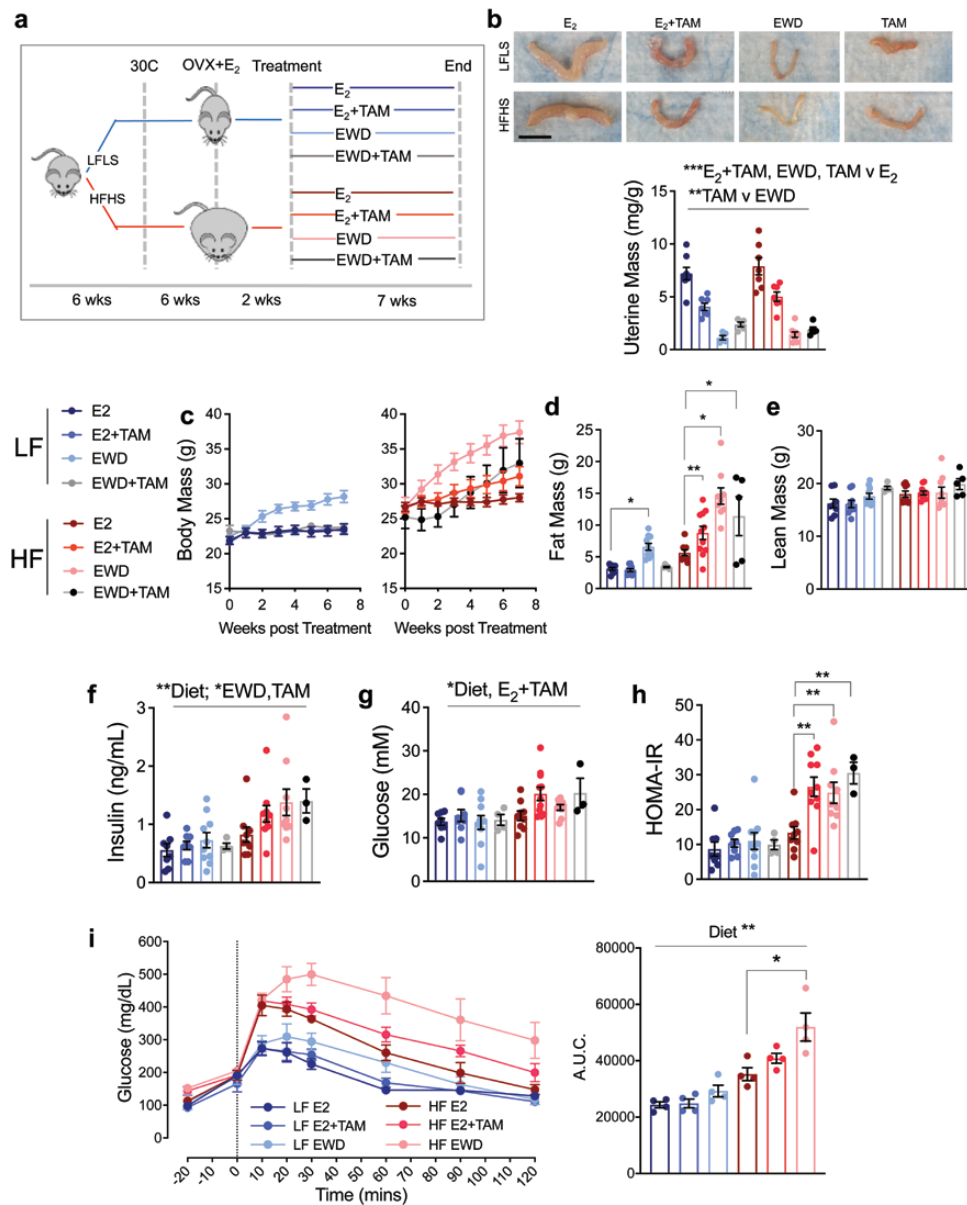 a
30C
OVX+E₂
Treatment
End
LFLS
HFHS
E₂
E₂+TAM
EWD
EWD+TAM
E₂
E₂+TAM
EWD
EWD+TAM
6 wks
6 wks
2 wks
7 wks
b
E₂
E₂+TAM
EWD
TAM
LFLS
HFHS
***E₂+TAM, EWD, TAM v E₂
**TAM v EWD
Uterine Mass (mg/g)
15
10
5
0
LF
E2
E2+TAM
EWD
EWD+TAM
HF
E2
E2+TAM
EWD
EWD+TAM
c
Body Mass (g)
40
35
30
25
20
15
0 2 4 6 8
Weeks post Treatment
40
35
30
25
20
15
0 2 4 6 8
Weeks post Treatment
d
Fat Mass (g)
25
20
15
10
5
0
*
**
*
*
e
Lean Mass (g)
40
30
20
10
0
f
**Diet; *EWD,TAM
Insulin (ng/mL)
3
2
1
0
g
*Diet, E₂+TAM
Glucose (mM)
40
30
20
10
0
h
HOMA-IR
50
40
30
20
10
0
**
**
**
i
Glucose (mg/dL)
600
500
400
300
200
100
0
LF E2
LF E2+TAM
LF EWD
HF E2
HF E2+TAM
HF EWD
-20 -10 0 10 20 30 40 50 60 70 80 90 100 110 120
Time (mins)
Diet **
*
A.U.C.
80000
60000
40000
20000
0